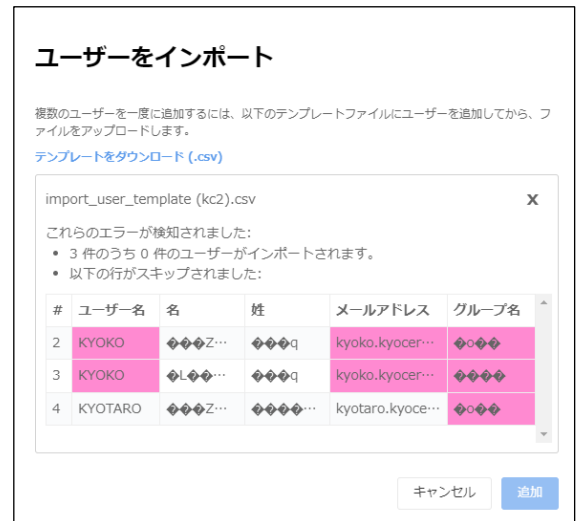 ユーザーをインポート
複数のユーザーを一度に追加するには、以下のテンプレートファイルにユーザーを追加してから、フ
ァイルをアップロードします。
テンプレートをダウンロード (.csv)
import_user_template (kc2).csv X
これらのエラーが検知されました:
• 3 件のうち 0 件のユーザーがインポートされます。
• 以下の行がスキップされました:
# ユーザー名 名 姓 メールアドレス グループ名
2 KYOKO ���Z… ���q kyoko.kyocer… �o��
3 KYOKO �L��… ���q kyoko.kyocer… ����
4 KYOTARO ���Z… ����… kyotaro.kyoce… �o��
キャンセル 追加